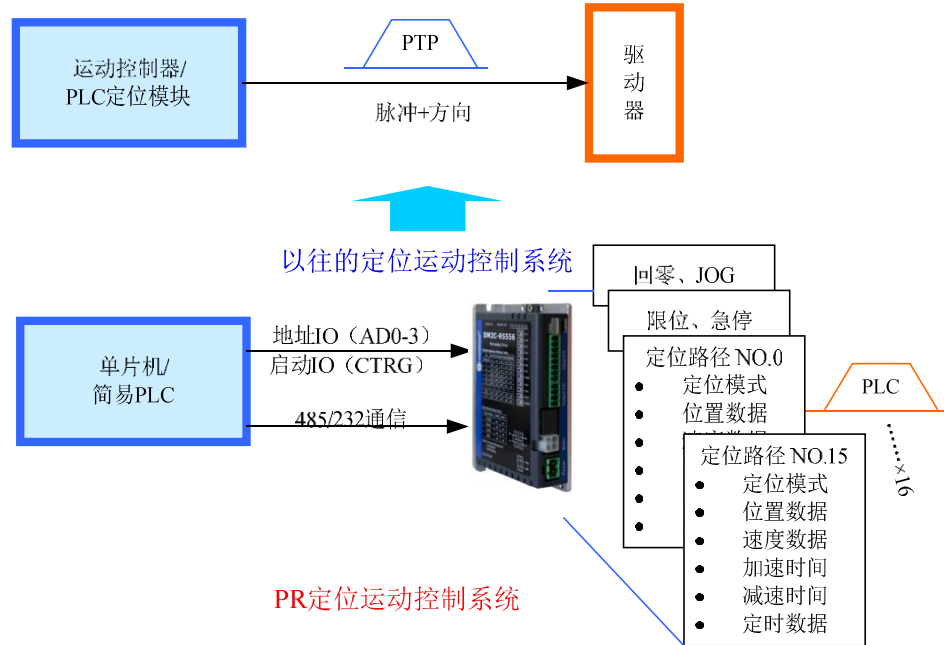 运动控制器/
PLC定位模块
PTP
脉冲+方向
驱
动
器
以往的定位运动控制系统
单片机/
简易PLC
地址IO（AD0-3）
启动IO（CTRG）
485/232通信
DM2C-RS556
回零、JOG
限位、急停
定位路径 NO.0
● 定位模式
● 位置数据
●
●
●
●
定位路径 NO.15
● 定位模式
● 位置数据
● 速度数据
● 加速时间
● 减速时间
● 定时数据
PLC
……×16
PR定位运动控制系统